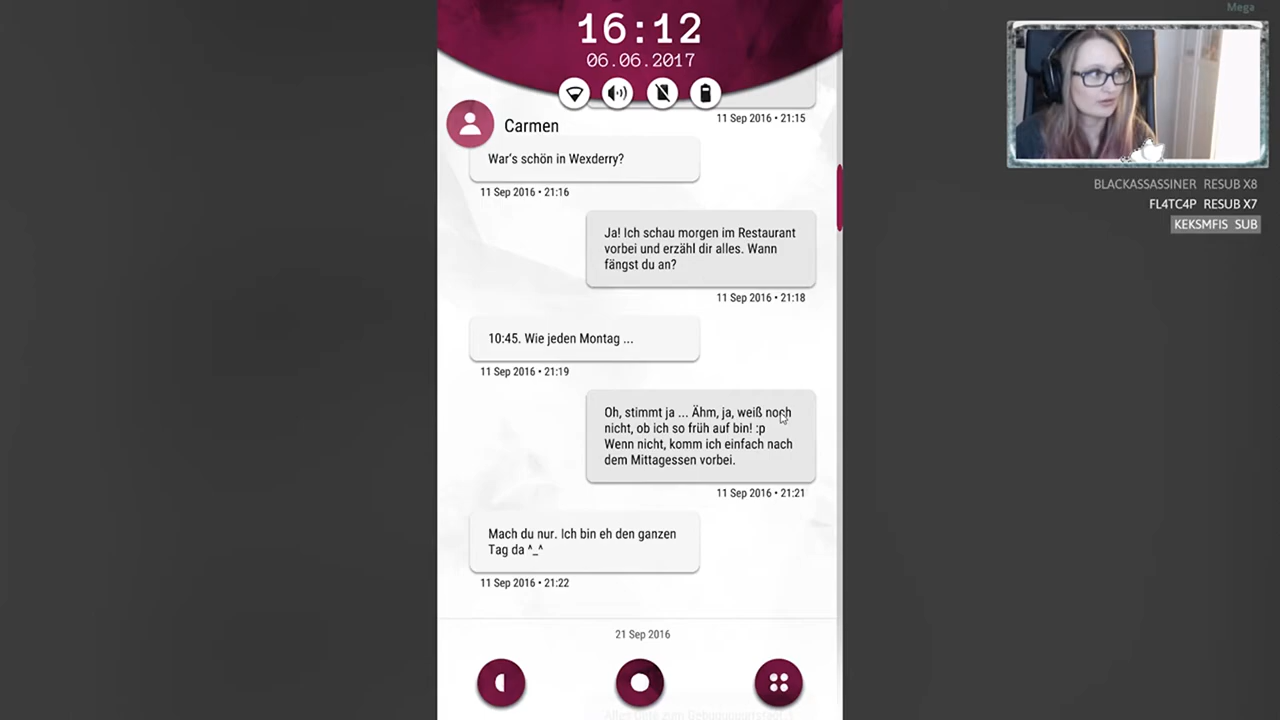 Mega
16:12
06.06.2017
11 Sep 2016 • 21:15
Carmen
War's schön in Wexderry?
11 Sep 2016 • 21:16
Ja! Ich schau morgen im Restaurant
vorbei und erzähl dir alles. Wann
fängst du an?
11 Sep 2016 • 21:18
10:45. Wie jeden Montag ...
11 Sep 2016 • 21:19
Oh, stimmt ja ... Ähm, ja, weiß noch
nicht, ob ich so früh auf bin! :p
Wenn nicht, komm ich einfach nach
dem Mittagessen vorbei.
11 Sep 2016 • 21:21
Mach du nur. Ich bin eh den ganzen
Tag da ^_^
11 Sep 2016 • 21:22
21 Sep 2016
BLACKASSASSINER RESUB X8
FL4TC4P RESUB X7
KEKSMFIS SUB